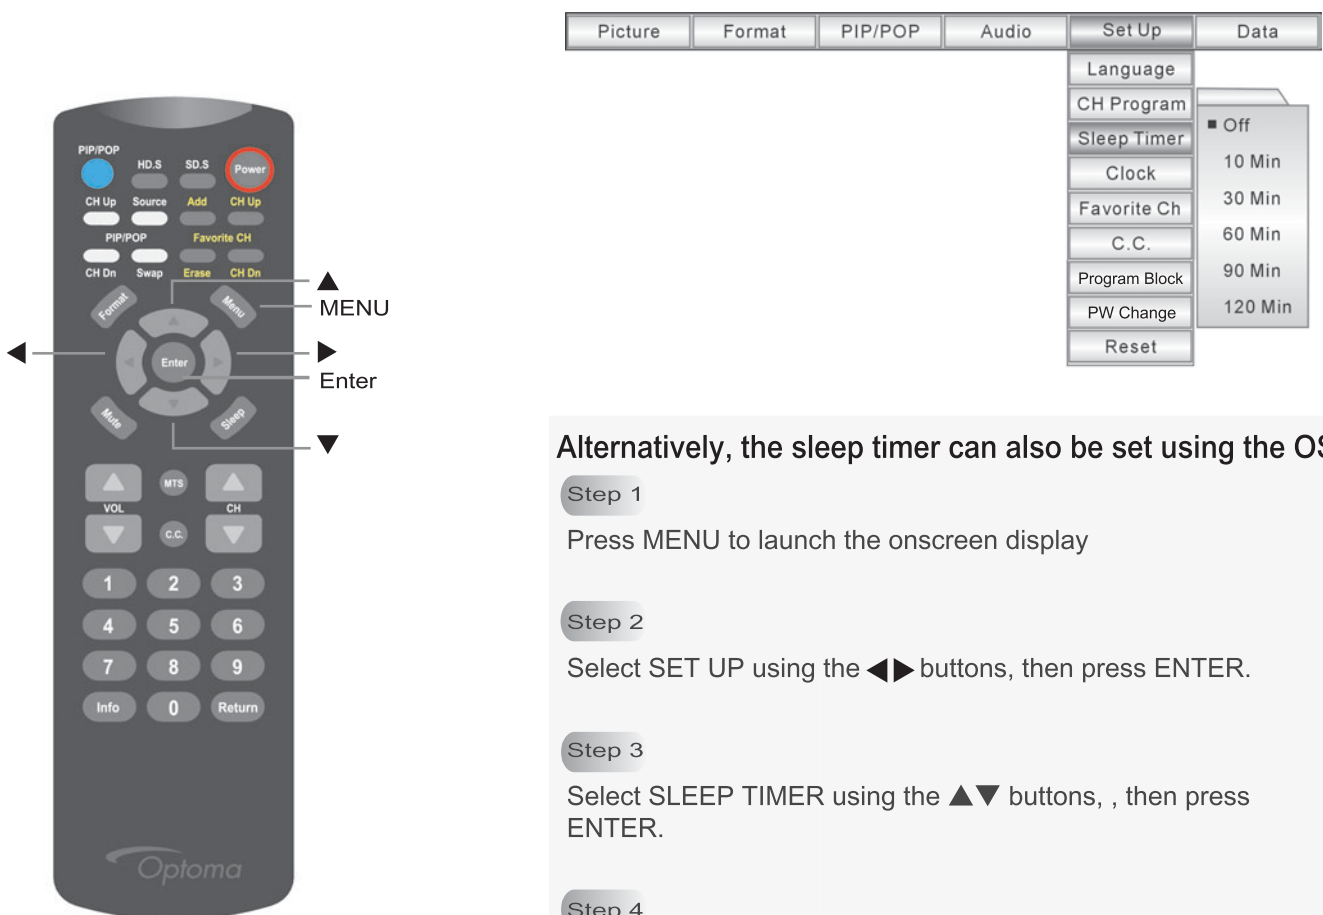 Picture Format PIP/POP Audio Set Up Data
Language
CH Program
Sleep Timer
Clock
Favorite Ch
C.C.
Program Block
PW Change
Reset
Off
10 Min
30 Min
60 Min
90 Min
120 Min
PIP/POP
HD.S SD.S Power
CH Up Source Add CH Up
PIP/POP Favorite CH
CH Dn Swap Erase CH Dn
Format Menu
Enter
Mute Sleep
MTS
VOL CH
C.C.
1 2 3
4 5 6
7 8 9
Info 0 Return
Optoma
▲
MENU
◀ ▶
Enter
▼
Alternatively, the sleep timer can also be set using the OS
Step 1
Press MENU to launch the onscreen display
Step 2
Select SET UP using the ◀▶ buttons, then press ENTER.
Step 3
Select SLEEP TIMER using the ▲▼ buttons, , then press
ENTER.
Step 4